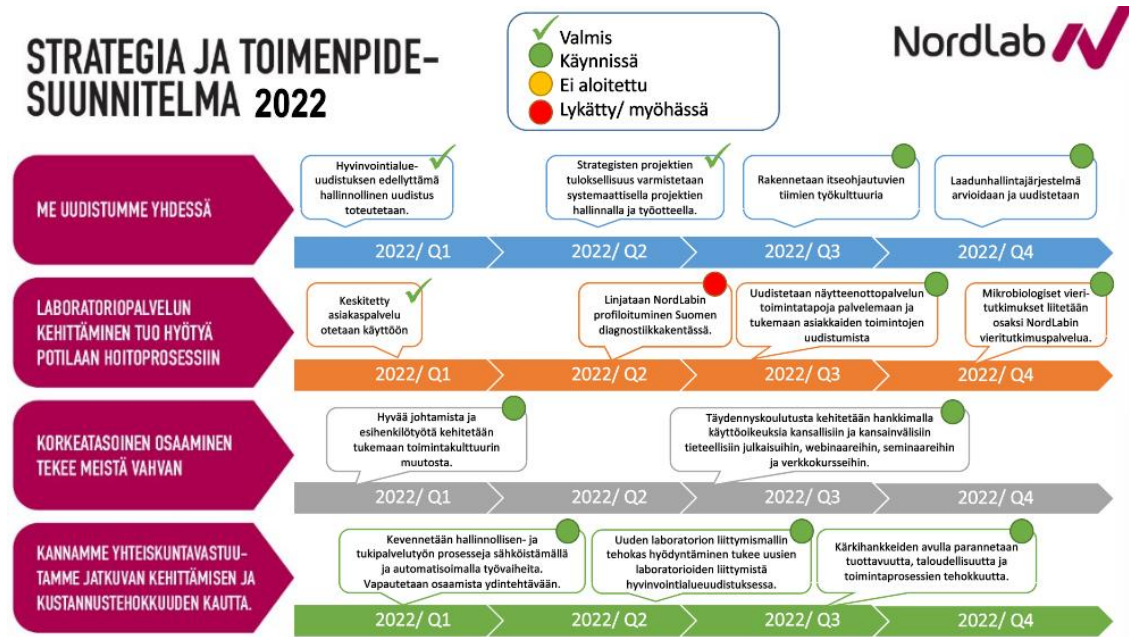 STRATEGIA JA TOIMENPIDE-
SUUNNITELMA 2022
Valmis
Käynnissä
Ei aloitettu
Lykätty/ myöhässä
NordLab
ME UUDISTUMME YHDESSÄ
Hyvinvointialue-
uudistuksen edellyttämä
hallinnollinen uudistus
toteutetaan.
Strategisten projektien
tuloksellisuus varmistetaan
systemaattisella projektien
hallinnalla ja työotteella.
Rakennetaan itseohjautuvien
tiimien työkulttuuria
Laadunhallintajärjestelmä
arvioidaan ja uudistetaan
2022/ Q1
2022/ Q2
2022/ Q3
2022/ Q4
LABORATORIOPALVELUN
KEHITTÄMINEN TUO HYÖTYÄ
POTILAAN HOITOPROSESSIIN
Keskitetty
asiakaspalvelu
otetaan käyttöön
Linjataan NordLabin
profiloituminen Suomen
diagnostiikkakentässä.
Uudistetaan näytteenottopalvelun
toimintatapoja palvelemaan ja
tukemaan asiakkaiden toimintojen
uudistumista
Mikrobiologiset vieri-
tutkimukset liitetään
osaksi NordLabin
vieritutkimuspalvelua.
2022/ Q1
2022/ Q2
2022/ Q3
2022/ Q4
KORKEATASOINEN OSAAMINEN
TEKEE MEISTÄ VAHVAN
Hyvää johtamista ja
esihenkilötyötä kehitetään
tukemaan toimintakulttuurin
muutosta.
Täydennyskoulutusta kehitetään hankkimalla
käyttöoikeuksia kansallisiin ja kansainvälisiin
tieteellisiin julkaisuihin, webinaareihin, seminaareihin
ja verkkokursseihin.
2022/ Q1
2022/ Q2
2022/ Q3
2022/ Q4
KANNAMME YHTEISKUNTAVASTUU-
TAMME JATKUVAN KEHITTÄMISEN JA
KUSTANNUSTEHOKKUUDEN KAUTTA.
Kevennetään hallinnollisen- ja
tukipalvelutyön prosesseja sähköistämällä
ja automatisoimalla työvaiheita.
Vapautetaan osaamista ydintehtävään.
Uuden laboratorion liittymismallin
tehokas hyödyntäminen tukee uusien
laboratorioiden liittymistä
hyvinvointialueuudistuksessa.
Kärkihankkeiden avulla parannetaan
tuottavuutta, taloudellisuutta ja
toimintaprosessien tehokkuutta.
2022/ Q1
2022/ Q2
2022/ Q3
2022/ Q4